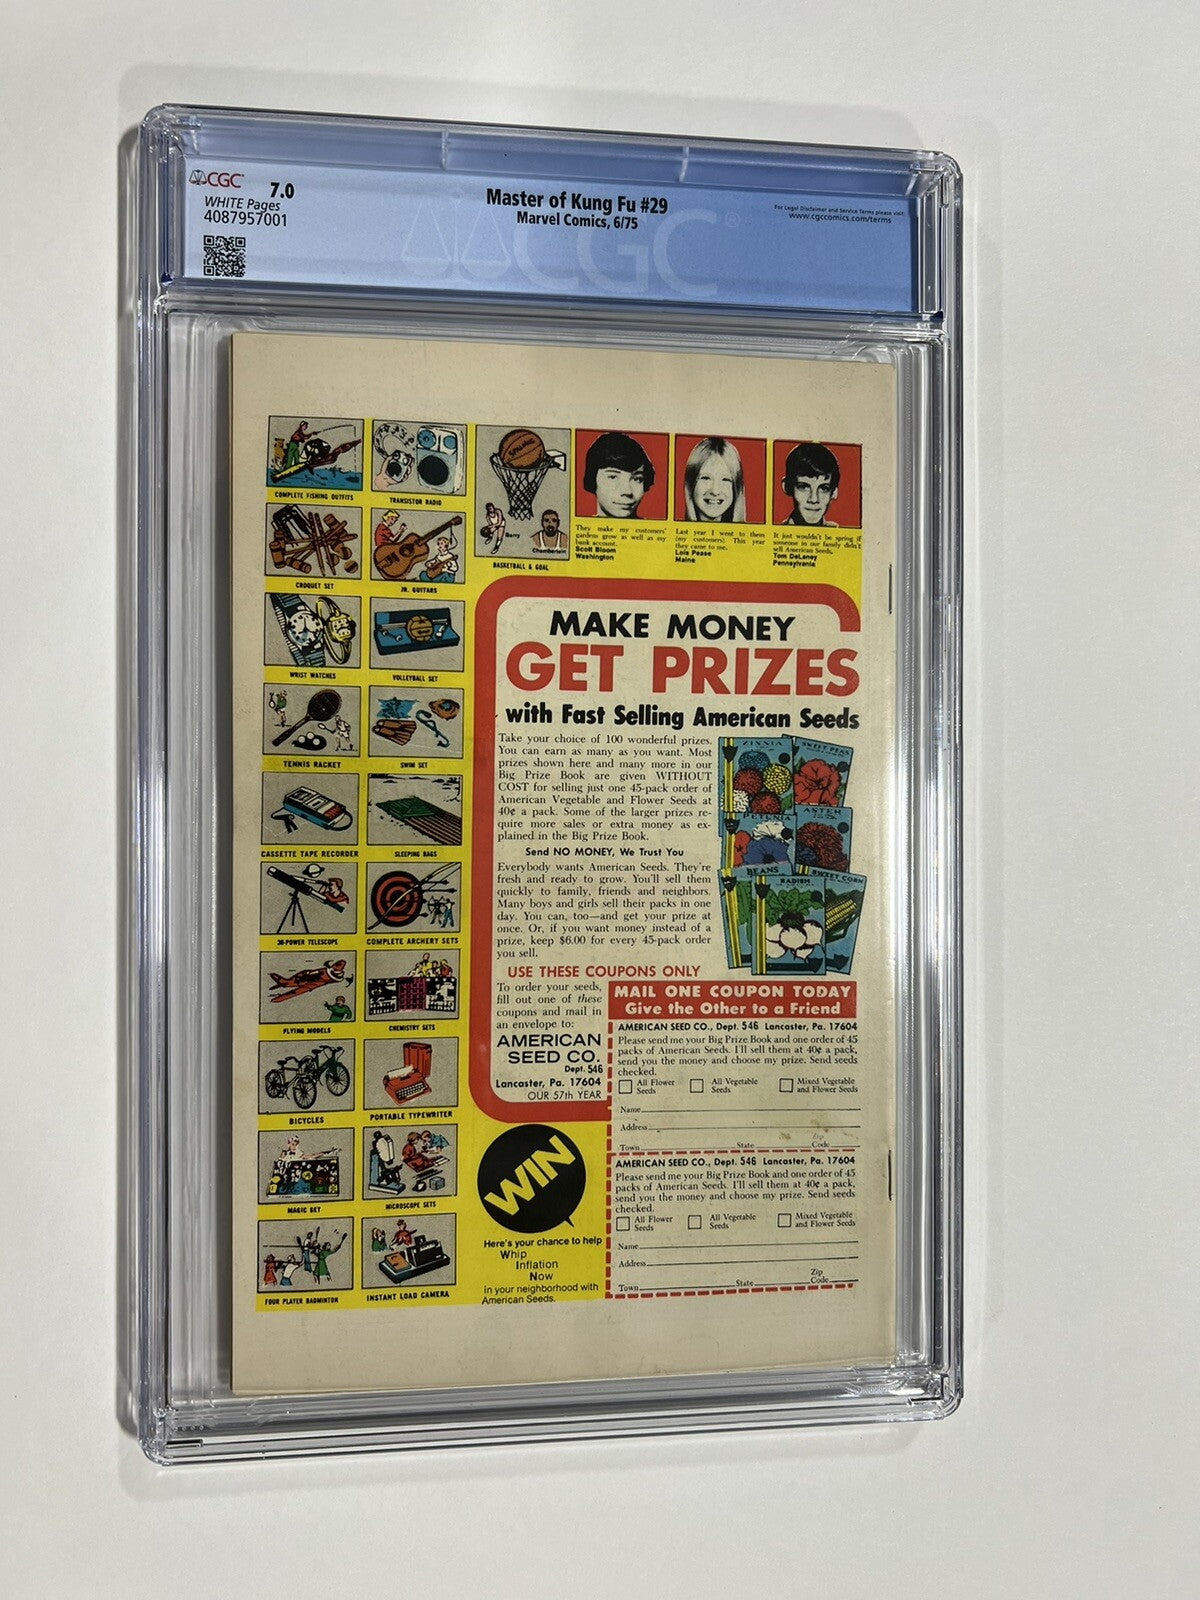 CGC
7.0
WHITE Pages
4087957001
Master of Kung Fu #29
Marvel Comics, 6/75
For Legal Disclaimer and Service Terms please visit:
www.cgccomics.com/terms
CGC®
COMPLETE FISHING OUTFITS
TRANSISTOR RADIO
CROQUET SET
JR. GUITARS
WRIST WATCHES
VOLLEYBALL SET
TENNIS RACKET
SWIM SET
CASSETTE TAPE RECORDER
SLEEPING BAGS
30-POWER TELESCOPE
COMPLETE ARCHERY SETS
FLYING MODELS
CHEMISTRY SETS
BICYCLES
PORTABLE TYPEWRITER
MAGIC SET
MICROSCOPE SETS
FOUR PLAYER BADMINTON
INSTANT LOAD CAMERA
SPALDING
Barry
Chamberlain
BASKETBALL & GOAL
They make my customers'
gardens grow as well as my
bank account.
Scott Bloom
Washington
Last year I went to them
(my customers). This year
they came to me.
Lois Pease
Maine
It just wouldn't be spring if
someone in our family didn't
sell American Seeds.
Tom DeLaney
Pennsylvania
MAKE MONEY
GET PRIZES
with Fast Selling American Seeds
Take your choice of 100 wonderful prizes.
You can earn as many as you want. Most
prizes shown here and many more in our
Big Prize Book are given WITHOUT
COST for selling just one 45-pack order of
American Vegetable and Flower Seeds at
40¢ a pack. Some of the larger prizes re-
quire more sales or extra money as ex-
plained in the Big Prize Book.
Send NO MONEY, We Trust You
Everybody wants American Seeds. They're
fresh and ready to grow. You'll sell them
quickly to family, friends and neighbors.
Many boys and girls sell their packs in one
day. You can, too—and get your prize at
once. Or, if you want money instead of a
prize, keep $6.00 for every 45-pack order
you sell.
ZINNIA
SWEET PEAS
PETUNIA
ASTER
BEANS
RADISH
SWEET CORN
USE THESE COUPONS ONLY
To order your seeds,
fill out one of these
coupons and mail in
an envelope to:
AMERICAN
SEED CO.
Dept. 546
Lancaster, Pa. 17604
OUR 57th YEAR
MAIL ONE COUPON TODAY
Give the Other to a Friend
AMERICAN SEED CO., Dept. 546 Lancaster, Pa. 17604
Please send me your Big Prize Book and one order of 45
packs of American Seeds. I'll sell them at 40¢ a pack,
send you the money and choose my prize. Send seeds
checked.
All Flower Seeds
All Vegetable Seeds
Mixed Vegetable and Flower Seeds
Name
Address
Town State Zip Code
AMERICAN SEED CO., Dept. 546 Lancaster, Pa. 17604
Please send me your Big Prize Book and one order of 45
packs of American Seeds. I'll sell them at 40¢ a pack,
send you the money and choose my prize. Send seeds
checked.
All Flower Seeds
All Vegetable Seeds
Mixed Vegetable and Flower Seeds
Name
Address
Town State Zip Code
WIN
Here's your chance to help
Whip
Inflation
Now
in your neighborhood with
American Seeds.